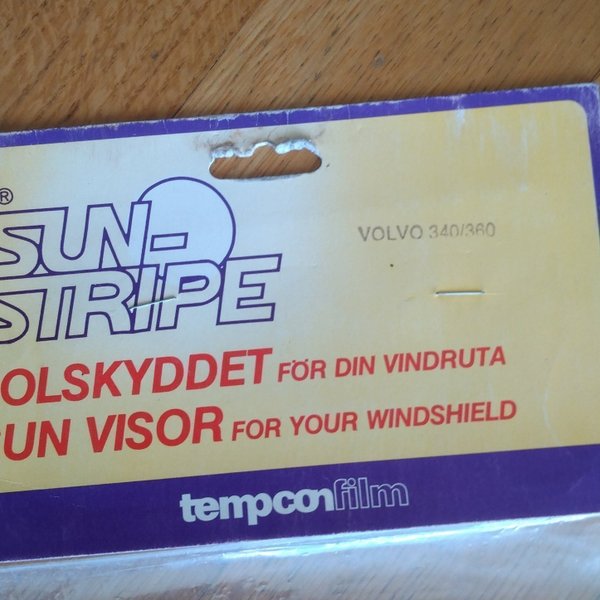 ®
SUN-
STRIPE
VOLVO 340/360
OLSKYDDET FÖR DIN VINDRUTA
UN VISOR FOR YOUR WINDSHIELD
tempconfilm